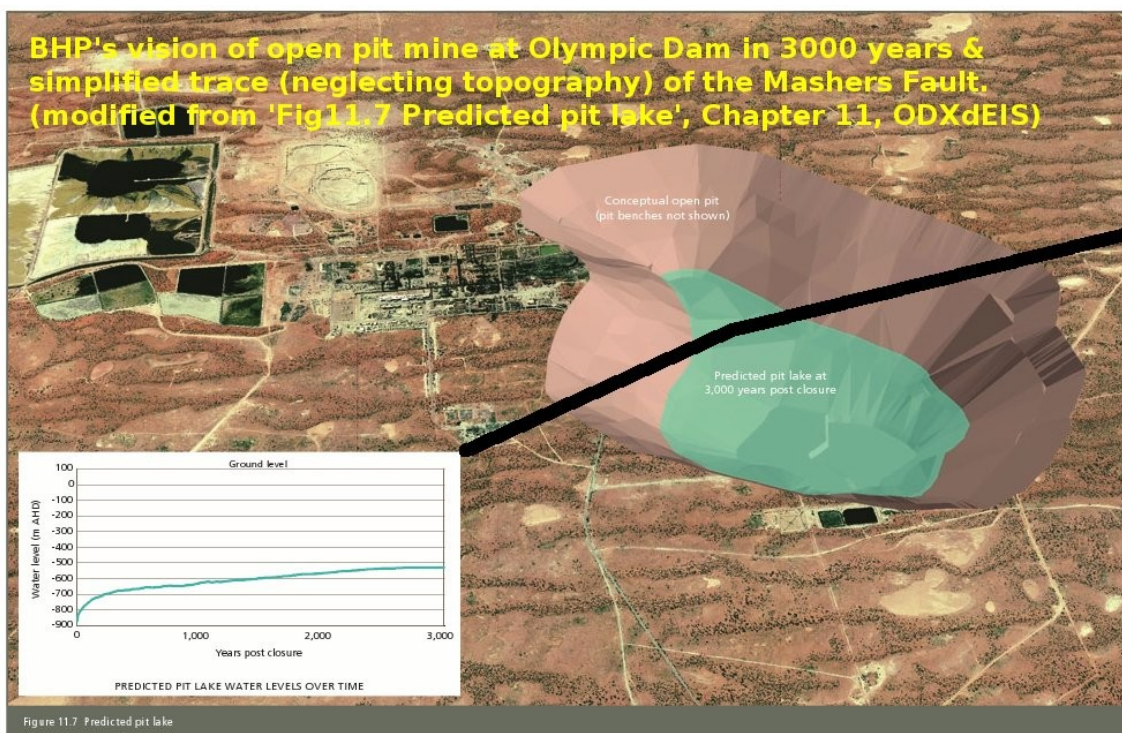 BHP's vision of open pit mine at Olympic Dam in 3000 years &
simplified trace (neglecting topography) of the Mashers Fault.
(modified from 'Fig11.7 Predicted pit lake', Chapter 11, ODXdEIS)
Conceptual open pit
(pit benches not shown)
Predicted pit lake at
3,000 years post closure
Ground level
Water level (m AHD)
100
0
-100
-200
-300
-400
-500
-600
-700
-800
-900
0
1,000
2,000
3,000
Years post closure
PREDICTED PIT LAKE WATER LEVELS OVER TIME
Figure 11.7 Predicted pit lake